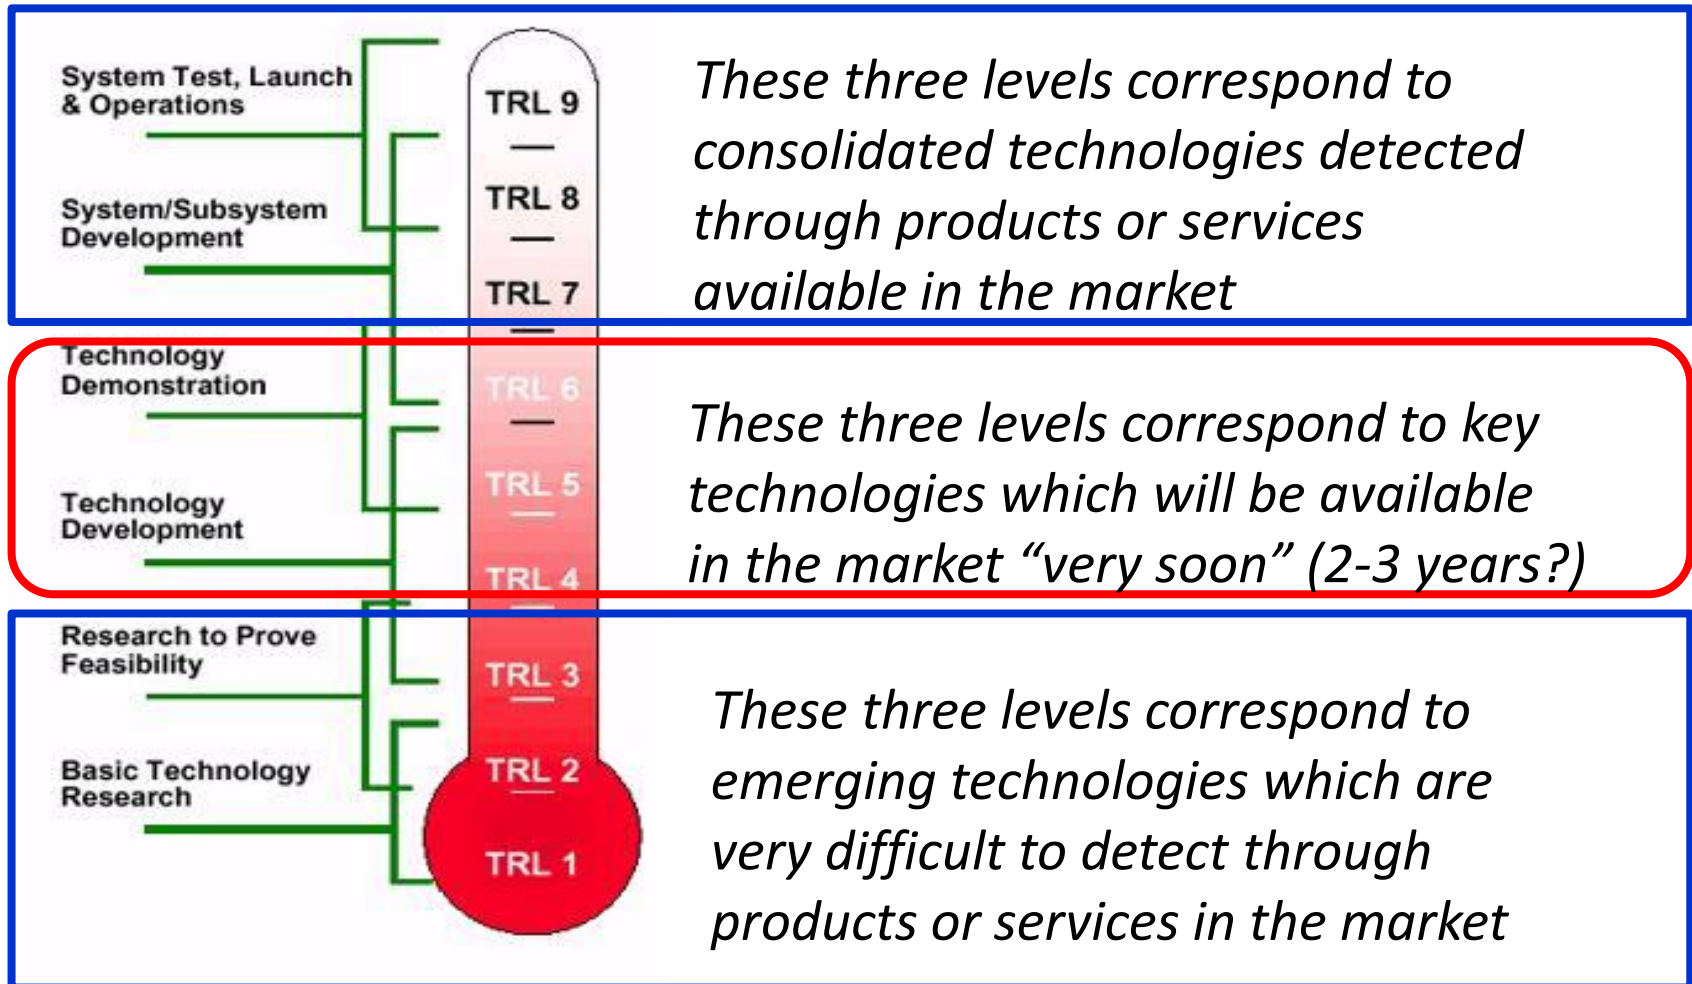 System Test, Launch
& Operations
System/Subsystem
Development
Technology
Demonstration
Technology
Development
Research to Prove
Feasibility
Basic Technology
Research
TRL 9
TRL 8
TRL 7
TRL 6
TRL 5
TRL 4
TRL 3
TRL 2
TRL 1
These three levels correspond to
consolidated technologies detected
through products or services
available in the market
These three levels correspond to key
technologies which will be available
in the market “very soon” (2-3 years?)
These three levels correspond to
emerging technologies which are
very difficult to detect through
products or services in the market